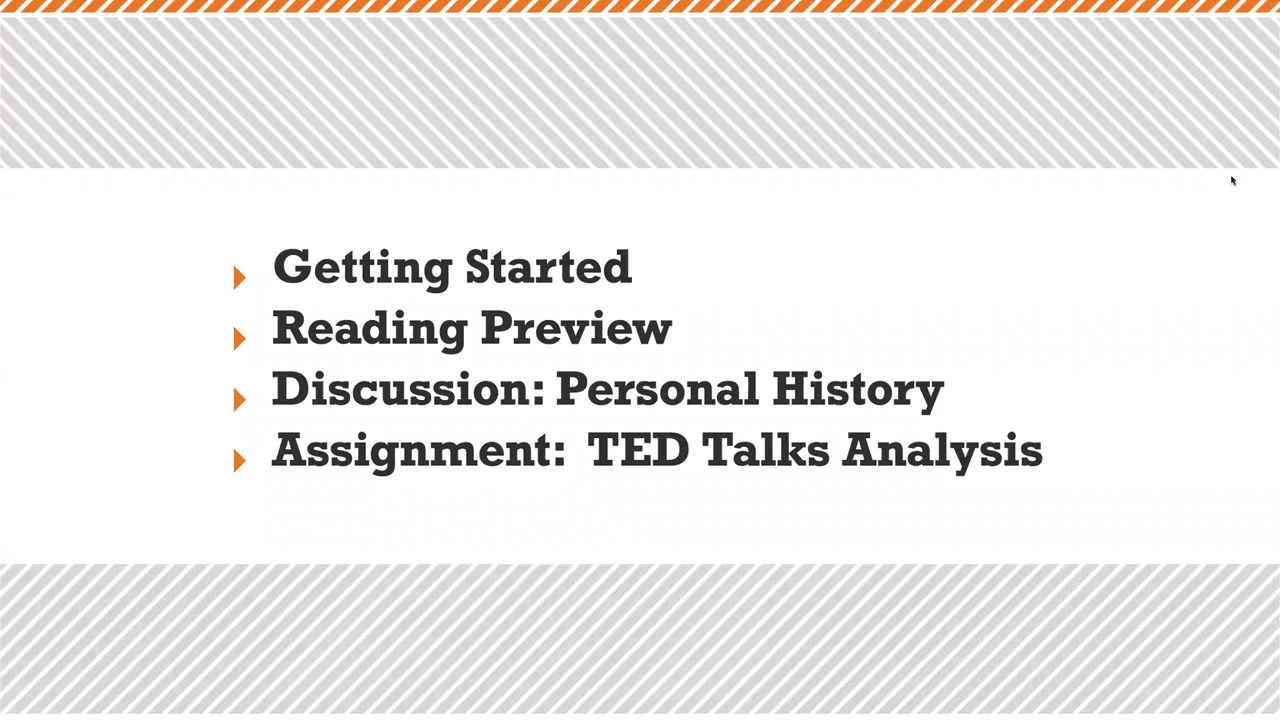 Getting Started
Reading Preview
Discussion: Personal History
Assignment:  TED Talks Analysis